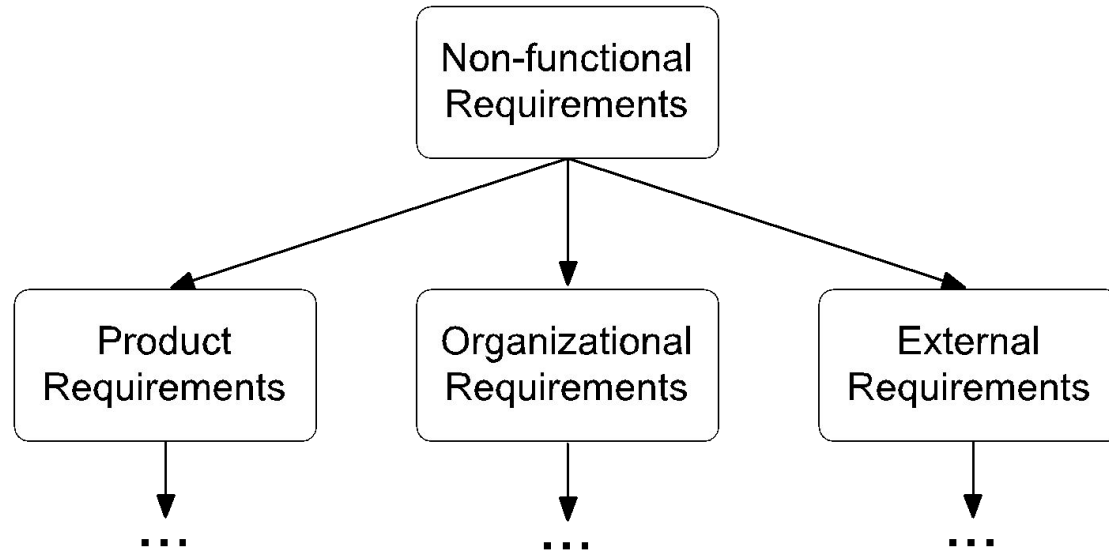 Non-functional
Requirements
Product
Requirements
Organizational
Requirements
External
Requirements
...
...
...